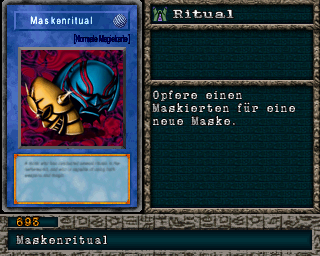 Maskenritual
[Normale Magiekarte]
Ritual
Opfere einen
Maskierten für eine
neue Maske.
693
Maskenritual